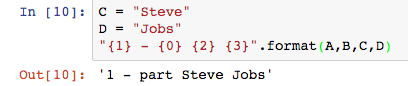 In [10]: C = "Steve"
D = "Jobs"
"{1} - {0} {2} {3}".format(A,B,C,D)
Out[10]: '1 - part Steve Jobs'